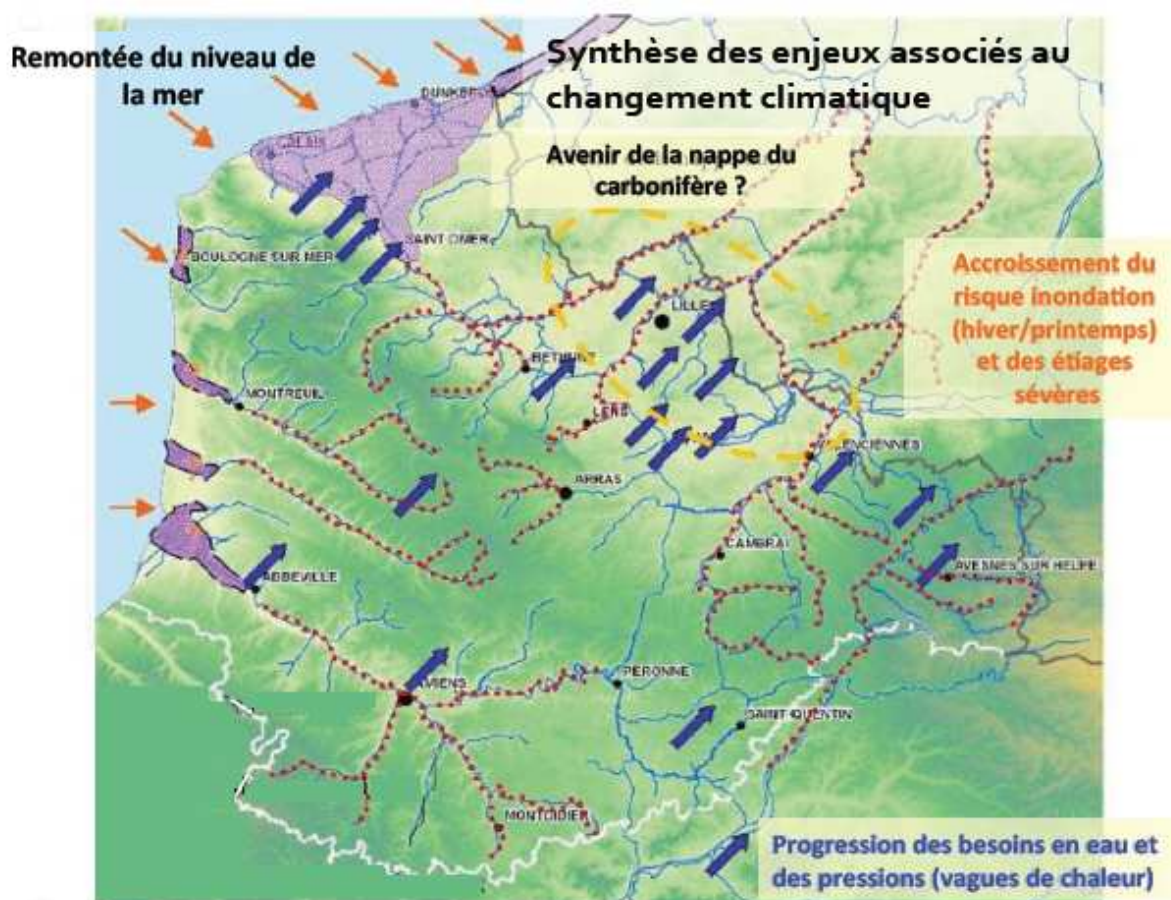 Remontée du niveau de
la mer
Synthèse des enjeux associés au
changement climatique
Avenir de la nappe du
carbonifère ?
SAINT OMER
BOULOGNE SUR MER
LILLE
Accroissement du
risque inondation
(hiver/printemps)
et des étiages
sévères
BETHUNE
MONTREUIL
LENS
ARRAS
CAMBRAI
AVESNES SUR HELPE
ABBEVILLE
PERONNE
AMIENS
SAINT QUENTIN
MONTDIDIER
Progression des besoins en eau et
des pressions (vagues de chaleur)